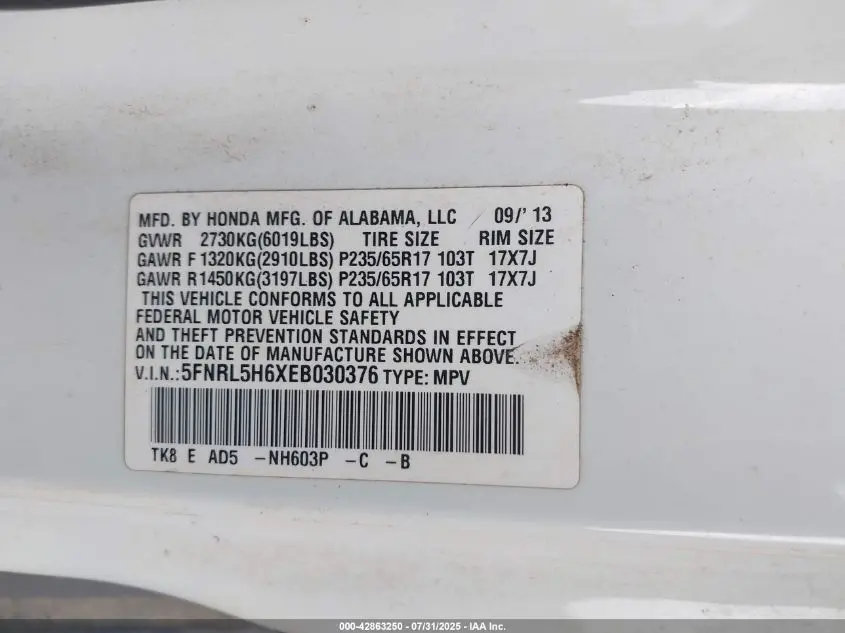 MFD. BY HONDA MFG. OF ALABAMA, LLC 09/' 13
GVWR 2730KG(6019LBS) TIRE SIZE RIM SIZE
GAWR F 1320KG(2910LBS) P235/65R17 103T 17X7J
GAWR R1450KG(3197LBS) P235/65R17 103T 17X7J
THIS VEHICLE CONFORMS TO ALL APPLICABLE
FEDERAL MOTOR VEHICLE SAFETY
AND THEFT PREVENTION STANDARDS IN EFFECT
ON THE DATE OF MANUFACTURE SHOWN ABOVE.
V.I.N.:5FNRL5H6XEB030376 TYPE: MPV
TK8 E AD5 -NH603P -C -B
000-42863250 - 07/31/2025 - IAA Inc.